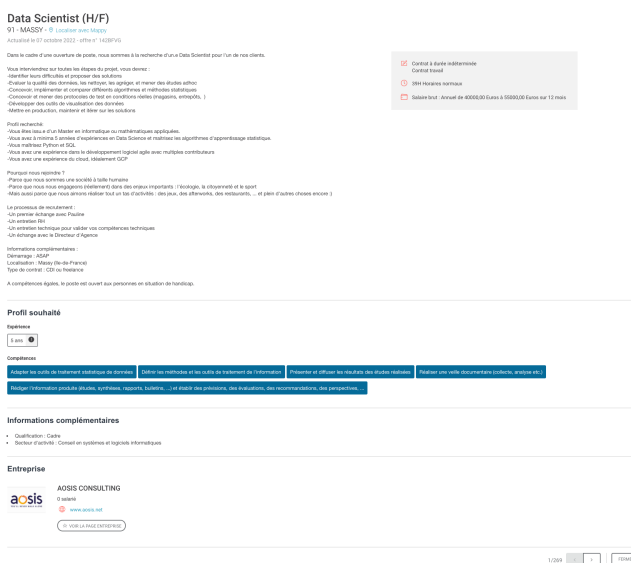 Data Scientist (H/F)
91 - MASSY - Localiser avec Mappy
Actualisé le 07 octobre 2022 - offre n° 142BFVG
Dans le cadre d'une ouverture de poste, nous sommes à la recherche d'un.e Data Scientist pour l'un de nos clients.
Vous interviendrez sur toutes les étapes du projet, vous devrez :
-Identifier leurs difficultés et proposer des solutions
-Evaluer la qualité des données, les nettoyer, les agréger, et mener des études adhoc
-Concevoir, implémenter et comparer différents algorithmes et méthodes statistiques.
-Concevoir et mener des protocoles de test en conditions réelles (magasins, entrepôts, )
-Développer des outils de visualisation des données
-Mettre en production, maintenir et iterer sur les solutions
Profil recherché:
-Vous êtes issu.e d'un Master en informatique ou mathématiques appliquées.
-Vous avez à minima 5 années d'expériences en Data Science et maitrisez les algorithmes d'apprentissage statistique.
-Vous maîtrisez Python et SQL
-Vous avez une expérience dans le développement logiciel agile avec multiples contributeurs
-Vous avez une expérience du cloud, idéalement GCP
Pourquoi nous rejoindre ?
-Parce que nous sommes une société à taille humaine
-Parce que nous nous engageons (réellement) dans des enjeux importants : l'écologie, la citoyenneté et le sport
-Mais aussi parce que nous aimons réaliser tout un tas d'activités ; des jeux, des afterworks, des restaurants, ... et plein d'autres choses encore :)
Le processus de recrutement :
-Un premier échange avec Pauline
-Un entretien RH
-Un entretien technique pour valider vos compétences techniques
-Un échange avec le Directeur d'Agence
Informations complémentaires :
Démarrage : ASAP
Localisation : Massy (Ile-de-France)
Type de contrat : CDI ou freelance
A compétences égales, le poste est ouvert aux personnes en situation de handicap.
Contrat à durée indéterminée
Contrat travail
39H Horaires normaux
Salaire brut : Annuel de 40000,00 Euros à 55000,00 Euros sur 12 mois
Profil souhaité
Expérience
5 ans
Compétences
Adapter les outils de traitement statistique de données
Définir les méthodes et les outils de traitement de l'information
Présenter et diffuser les résultats des études réalisées
Réaliser une veille documentaire (collecte, analyse etc.)
Rédiger l'information produite (études, synthèses, rapports, bulletins, ...) et établir des prévisions, des évaluations, des recommandations, des perspectives, ...
Informations complémentaires
• Qualification : Cadre
• Secteur d'activité : Conseil en systèmes et logiciels informatiques
Entreprise
aosis
AOSIS CONSULTING
0 salarié
www.aosis.net
VOIR LA PAGE ENTREPRISE
1/269
FERME